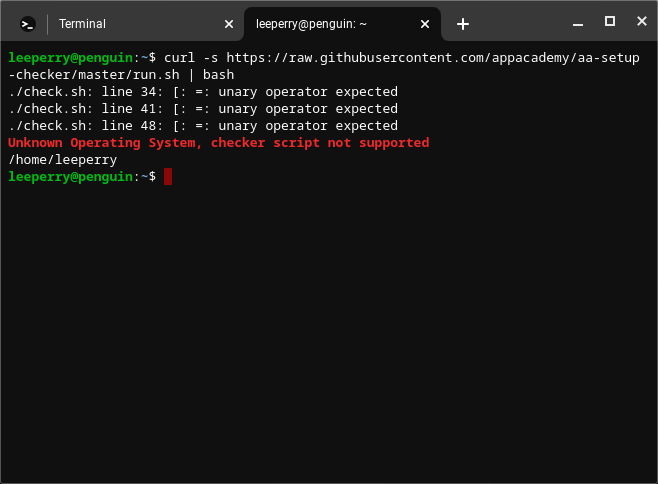 Terminal
leeperry@penguin: ~
leeperry@penguin:~$ curl -s https://raw.githubusercontent.com/appacademy/aa-setup
-checker/master/run.sh | bash
./check.sh: line 34: [: =: unary operator expected
./check.sh: line 41: [: =: unary operator expected
./check.sh: line 48: [: =: unary operator expected
Unknown Operating System, checker script not supported
/home/leeperry
leeperry@penguin:~$